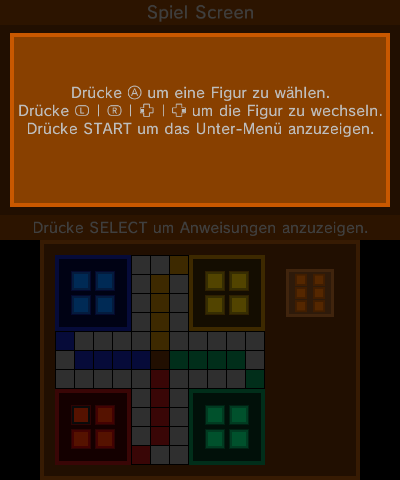 Spiel Screen
Drücke Ⓐ um eine Figur zu wählen.
Drücke L | R | ✚ | ✚ um die Figur zu wechseln.
Drücke START um das Unter-Menü anzuzeigen.
Drücke SELECT um Anweisungen anzuzeigen.